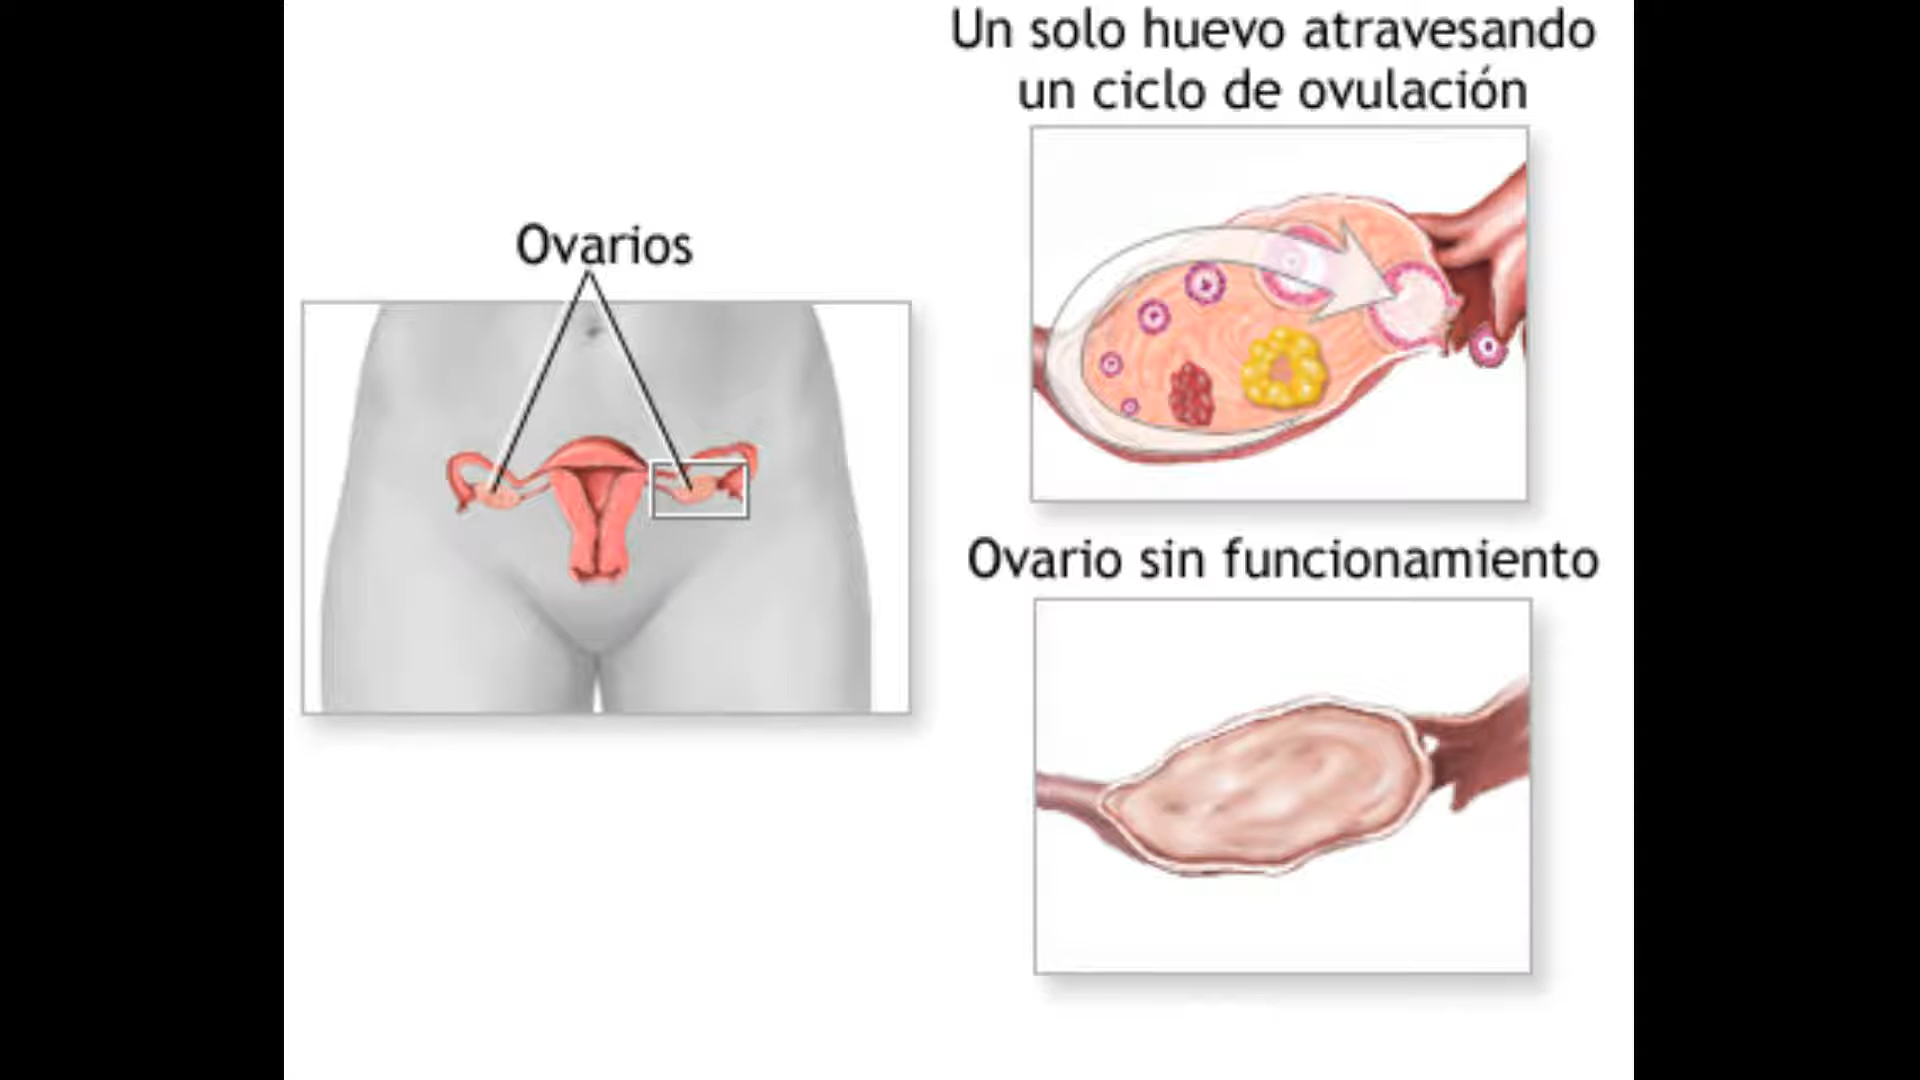 Un solo huevo atravesando
un ciclo de ovulación
Ovarios
Ovario sin funcionamiento